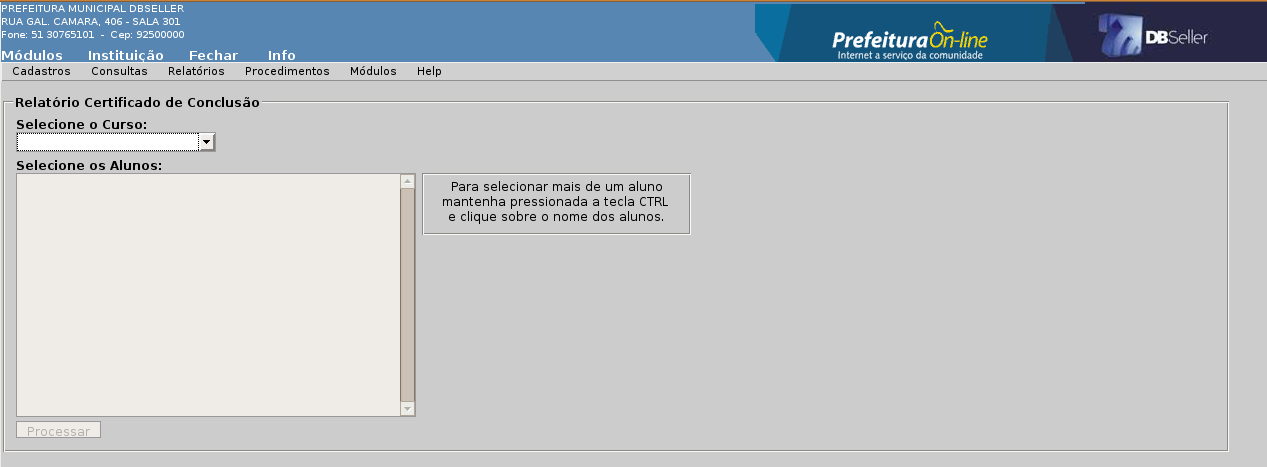 PREFEITURA MUNICIPAL DBSELLER
RUA GAL. CAMARA, 406 - SALA 301
Fone: 51 30765101 - Cep: 92500000
Módulos Instituição Fechar Info
Prefeitura On-line
Internet a serviço da comunidade
DBSeller
Cadastros Consultas Relatórios Procedimentos Módulos Help
Relatório Certificado de Conclusão
Selecione o Curso:
Selecione os Alunos:
Para selecionar mais de um aluno
mantenha pressionada a tecla CTRL
e clique sobre o nome dos alunos.
Processar